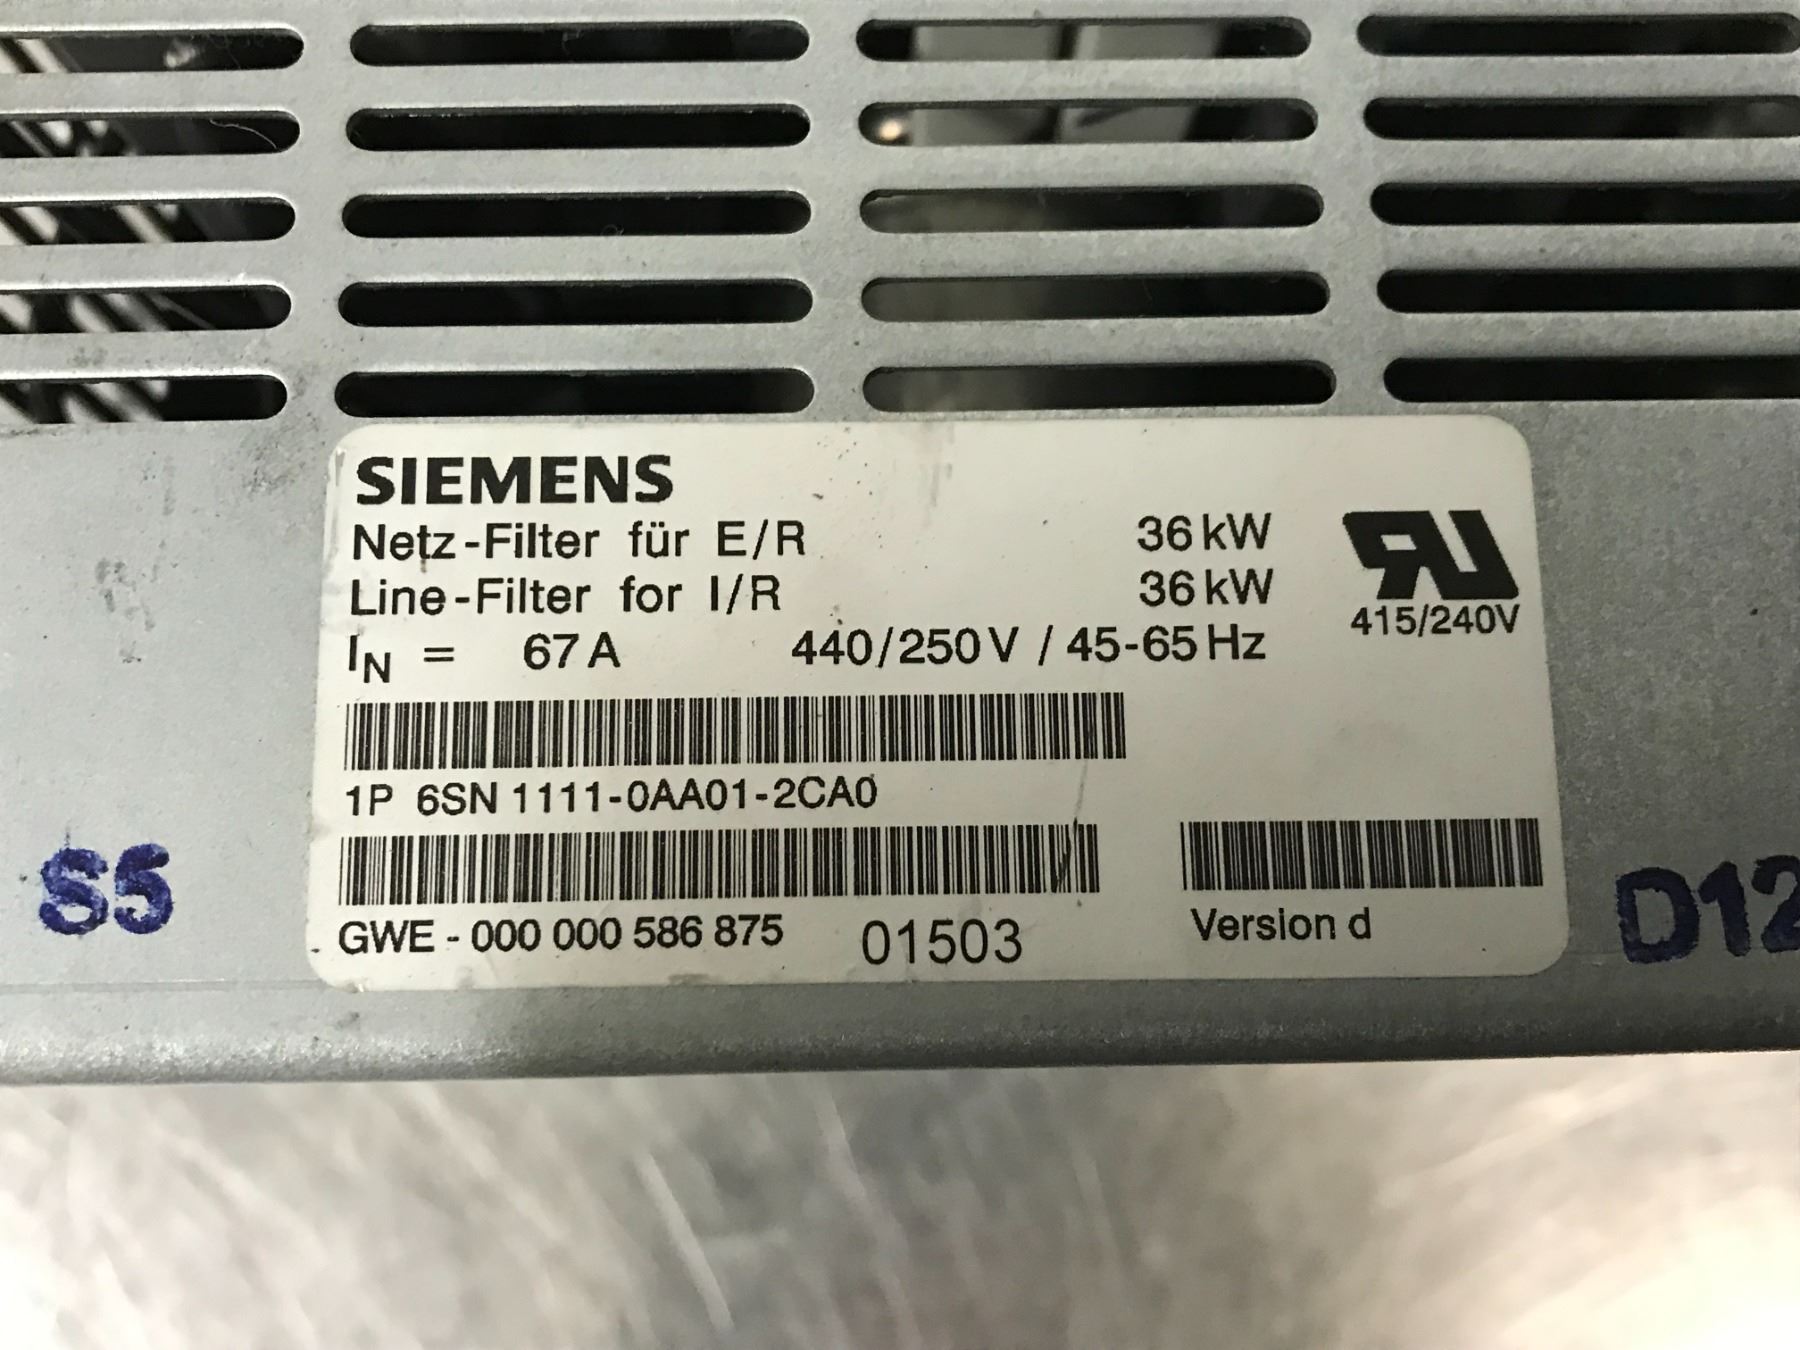 SIEMENS
Netz-Filter für E/R 36 kW
Line-Filter for I/R 36 kW
IN = 67 A 440/250 V / 45-65 Hz
415/240V
1P 6SN 1111-0AA01-2CA0
GWE - 000 000 586 875 01503 Version d
S5
D12